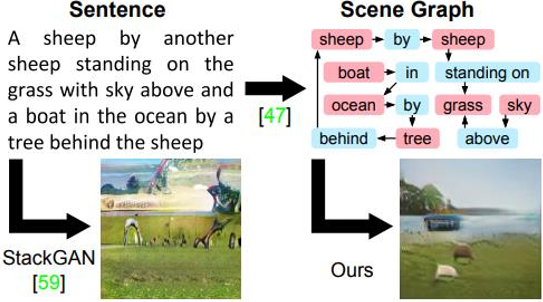 Sentence
A sheep by another
sheep standing on the
grass with sky above and
a boat in the ocean by a
tree behind the sheep
[47]
Scene Graph
sheep by sheep
boat in standing on
ocean by grass sky
behind tree above
StackGAN
[59]
Ours